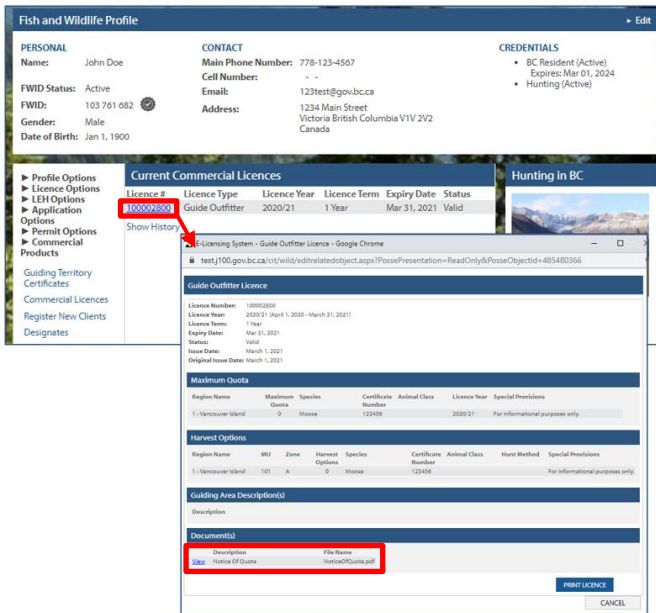 Fish and Wildlife Profile
▸ Edit
PERSONAL
Name: John Doe
FWID Status: Active
FWID: 103 761 682
Gender: Male
Date of Birth: Jan 1, 1900
CONTACT
Main Phone Number: 778-123-4567
Cell Number: - -
Email: 123test@gov.bc.ca
Address: 1234 Main Street
Victoria British Columbia V1V 2V2
Canada
CREDENTIALS
• BC Resident (Active)
Expires: Mar 01, 2024
• Hunting (Active)
▶ Profile Options
▶ Licence Options
▶ LEH Options
▶ Application
Options
▶ Permit Options
▶ Commercial
Products
Guiding Territory
Certificates
Commercial Licences
Register New Clients
Designates
Current Commercial Licences
Licence # Licence Type Licence Year Licence Term Expiry Date Status
100002800 Guide Outfitter 2020/21 1 Year Mar 31, 2021 Valid
Show History
Hunting in BC
E-Licensing System - Guide Outfitter Licence - Google Chrome
test.j100.gov.bc.ca/cit/wild/editrelatedobject.aspx?PossePresentation=ReadOnly&PosseObjectId=485480366
Guide Outfitter Licence
Licence Number: 100002800
Licence Year: 2020/21 (April 1, 2020 - March 31, 2021)
Licence Term: 1 Year
Expiry Date: Mar 31, 2021
Status: Valid
Issue Date: March 1, 2021
Original Issue Date: March 1, 2021
Maximum Quota
Region Name Maximum Species Certificate Animal Class Licence Year Special Provisions
Quota Number
1 - Vancouver Island 0 Moose 123456 2020/21 For informational purposes only.
Harvest Options
Region Name MU Zone Harvest Species Certificate Animal Class Hunt Method Special Provisions
Options Number
1 - Vancouver Island 101 A 0 Moose 123456 For informational purposes only.
Guiding Area Description(s)
Description
Document(s)
Description File Name
View Notice Of Quota NoticeOfQuota.pdf
PRINT LICENCE
CANCEL